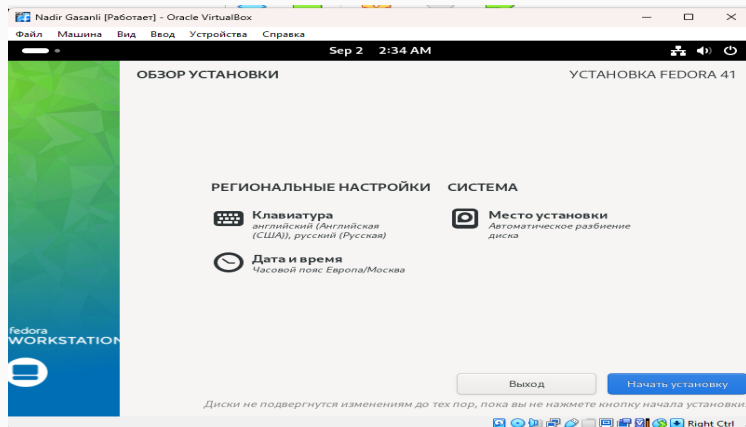 Nadir Gasanli [Работает] - Oracle VirtualBox
Файл Машина Вид Ввод Устройства Справка
Sep 2 2:34 AM
ОБЗОР УСТАНОВКИ
УСТАНОВКА FEDORA 41
РЕГИОНАЛЬНЫЕ НАСТРОЙКИ
СИСТЕМА
Клавиатура
английский (Английская
(США)), русский (Русская)
Место установки
Автоматическое разбиение
диска
Дата и время
Часовой пояс Европа/Москва
fedora
WORKSTATION
Выход
Начать установку
Диски не подвергнутся изменениям до тех пор, пока вы не нажмете кнопку начала установки.
Right Ctrl